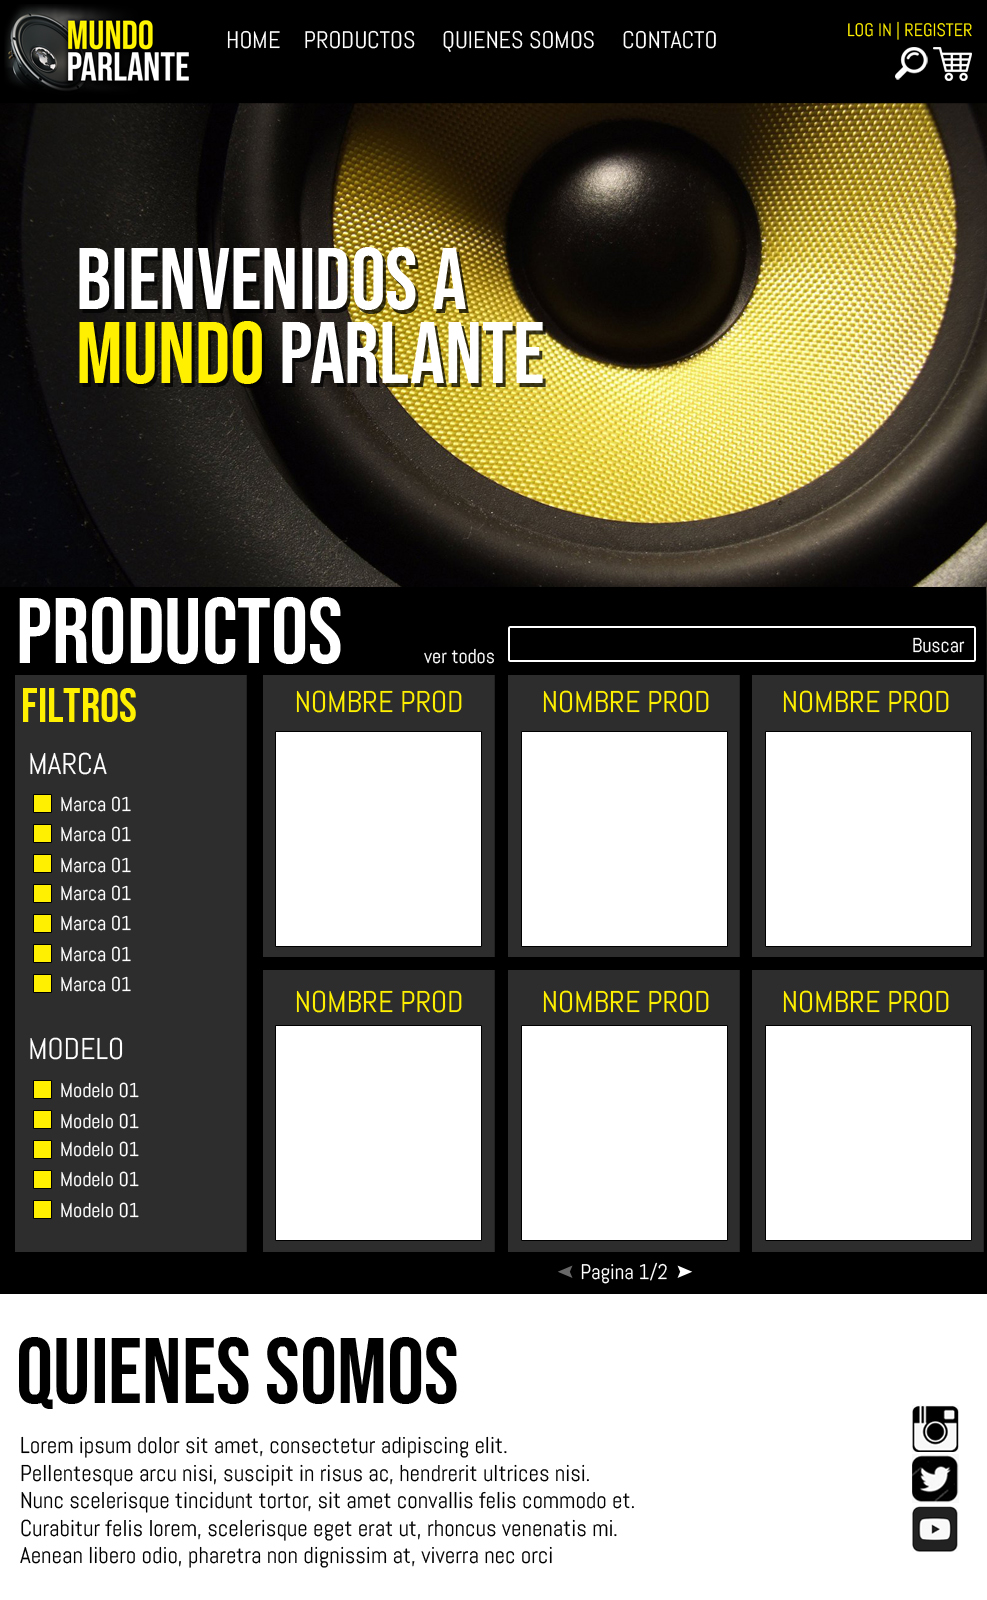 MUNDO
PARLANTE
HOME PRODUCTOS QUIENES SOMOS CONTACTO
LOG IN | REGISTER
BIENVENIDOS A
MUNDO PARLANTE
PRODUCTOS
ver todos
Buscar
FILTROS
MARCA
Marca 01
Marca 01
Marca 01
Marca 01
Marca 01
Marca 01
Marca 01
MODELO
Modelo 01
Modelo 01
Modelo 01
Modelo 01
Modelo 01
NOMBRE PROD
NOMBRE PROD
NOMBRE PROD
NOMBRE PROD
NOMBRE PROD
NOMBRE PROD
Pagina 1/2
QUIENES SOMOS
Lorem ipsum dolor sit amet, consectetur adipiscing elit.
Pellentesque arcu nisi, suscipit in risus ac, hendrerit ultrices nisi.
Nunc scelerisque tincidunt tortor, sit amet convallis felis commodo et.
Curabitur felis lorem, scelerisque eget erat ut, rhoncus venenatis mi.
Aenean libero odio, pharetra non dignissim at, viverra nec orci